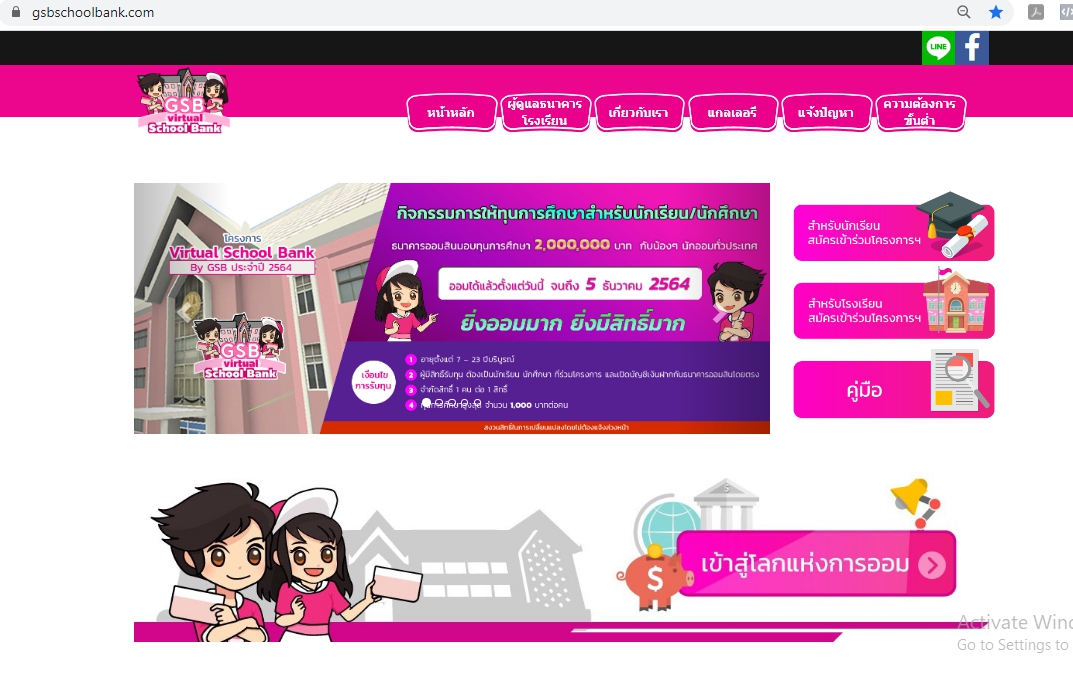 gsbschoolbank.com
LINE
GSB
virtual
School Bank
หน้าหลัก
ผู้ดูแลธนาคาร
โรงเรียน
เกี่ยวกับเรา
แกลเลอรี่
แจ้งปัญหา
ความต้องการ
ขั้นต่ำ
โครงการ
Virtual School Bank
By GSB ประจำปี 2564
GSB
virtual
School Bank
กิจกรรมการให้ทุนการศึกษาสำหรับนักเรียน/นักศึกษา
ธนาคารออมสินมอบทุนการศึกษา 2,000,000 บาท กับน้องๆ นักออมทั่วประเทศ
ออมได้แล้วตั้งแต่วันนี้ จนถึง 5 ธันวาคม 2564
ยิ่งออมมาก ยิ่งมีสิทธิ์มาก
เงื่อนไข
การรับทุน
1 อายุตั้งแต่ 7 – 23 ปีบริบูรณ์
2 ผู้มีสิทธิ์รับทุน ต้องเป็นนักเรียน นักศึกษา ที่ร่วมโครงการ และเปิดบัญชีเงินฝากกับธนาคารออมสินโดยตรง
3 จำกัดสิทธิ์ 1 คน ต่อ 1 สิทธิ์
4 ทุนการศึกษาสูงสุด จำนวน 1,000 บาทต่อคน
สงวนสิทธิ์ในการเปลี่ยนแปลงโดยไม่ต้องแจ้งล่วงหน้า
สำหรับนักเรียน
สมัครเข้าร่วมโครงการฯ
สำหรับโรงเรียน
สมัครเข้าร่วมโครงการฯ
คู่มือ
เข้าสู่โลกแห่งการออม
Activate Wind
Go to Settings to